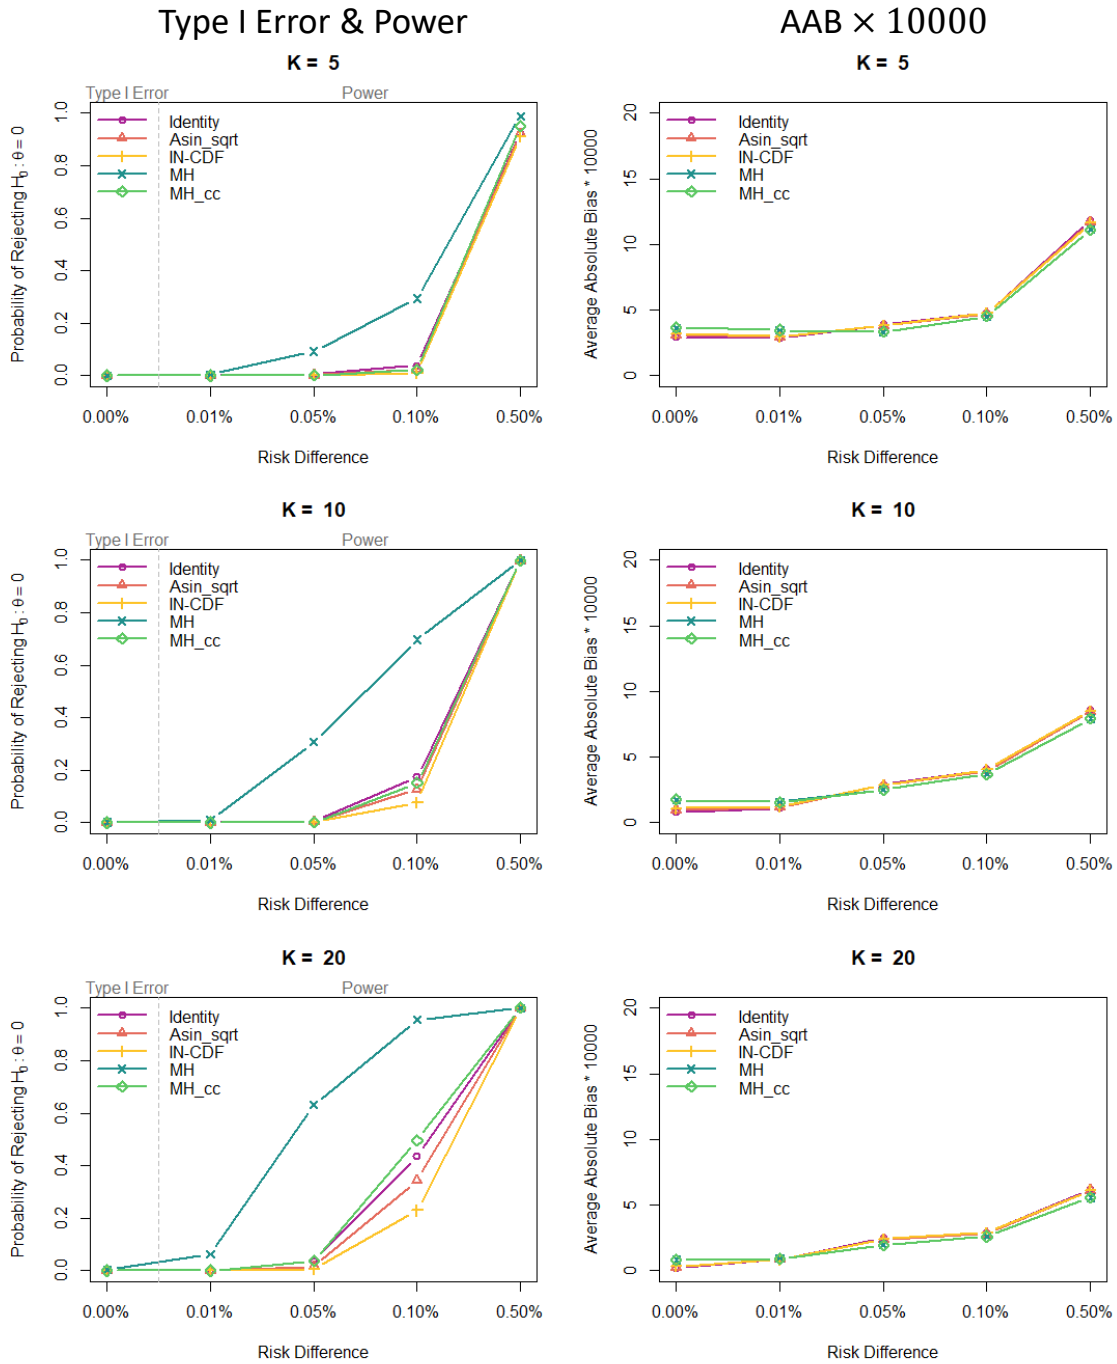 Type I Error & Power
AAB × 10000
K = 5
Type I Error
Power
Probability of Rejecting H₀ : θ = 0
1.0
0.8
0.6
0.4
0.2
0.0
Identity
Asin_sqrt
IN-CDF
MH
MH_cc
0.00% 0.01% 0.05% 0.10% 0.50%
Risk Difference
K = 5
Average Absolute Bias * 10000
20
15
10
5
0
Identity
Asin_sqrt
IN-CDF
MH
MH_cc
0.00% 0.01% 0.05% 0.10% 0.50%
Risk Difference
K = 10
Type I Error
Power
Probability of Rejecting H₀ : θ = 0
1.0
0.8
0.6
0.4
0.2
0.0
Identity
Asin_sqrt
IN-CDF
MH
MH_cc
0.00% 0.01% 0.05% 0.10% 0.50%
Risk Difference
K = 10
Average Absolute Bias * 10000
20
15
10
5
0
Identity
Asin_sqrt
IN-CDF
MH
MH_cc
0.00% 0.01% 0.05% 0.10% 0.50%
Risk Difference
K = 20
Type I Error
Power
Probability of Rejecting H₀ : θ = 0
1.0
0.8
0.6
0.4
0.2
0.0
Identity
Asin_sqrt
IN-CDF
MH
MH_cc
0.00% 0.01% 0.05% 0.10% 0.50%
Risk Difference
K = 20
Average Absolute Bias * 10000
20
15
10
5
0
Identity
Asin_sqrt
IN-CDF
MH
MH_cc
0.00% 0.01% 0.05% 0.10% 0.50%
Risk Difference